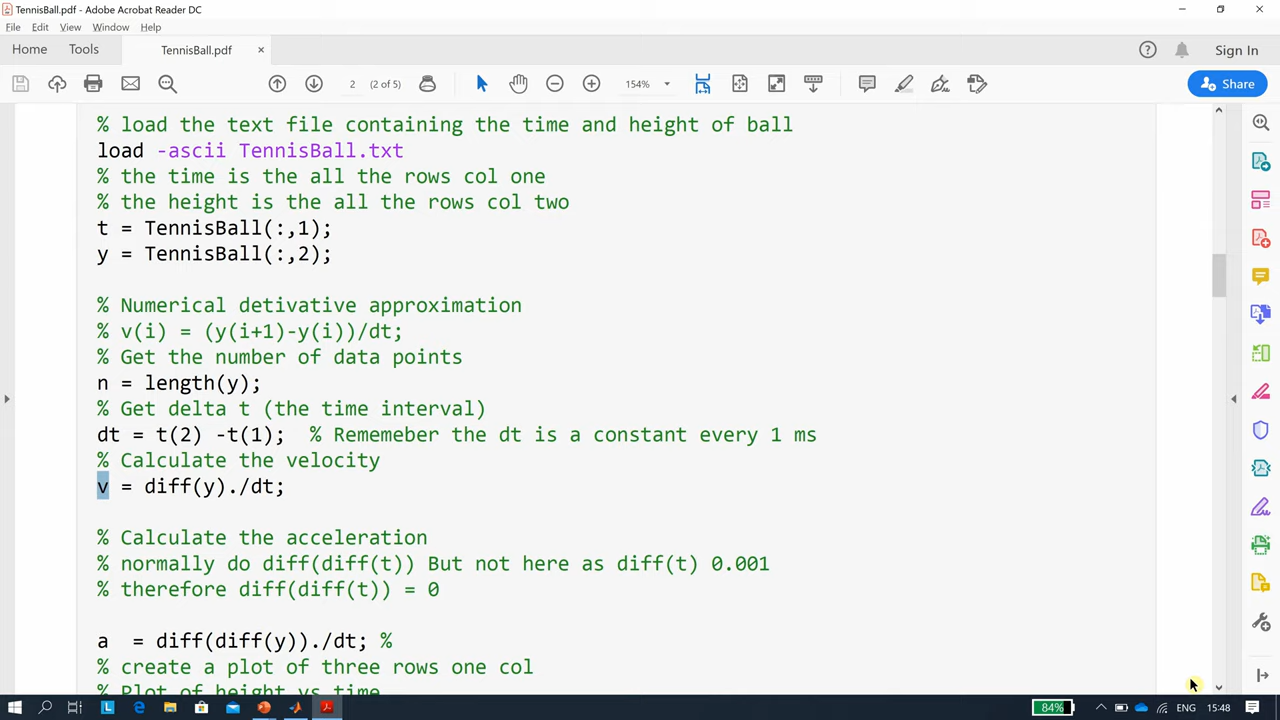 TennisBall.pdf - Adobe Acrobat Reader DC
File Edit View Window Help
Home Tools TennisBall.pdf × Sign In
2 (2 of 5) 154% Share
% load the text file containing the time and height of ball
load -ascii TennisBall.txt
% the time is the all the rows col one
% the height is the all the rows col two
t = TennisBall(:,1);
y = TennisBall(:,2);
% Numerical detivative approximation
% v(i) = (y(i+1)-y(i))/dt;
% Get the number of data points
n = length(y);
% Get delta t (the time interval)
dt = t(2) -t(1);  % Rememeber the dt is a constant every 1 ms
% Calculate the velocity
v = diff(y)./dt;
% Calculate the acceleration
% normally do diff(diff(t)) But not here as diff(t) 0.001
% therefore diff(diff(t)) = 0
a  = diff(diff(y))./dt; %
% create a plot of three rows one col
% Plot of height vs time
84% ENG 15:48